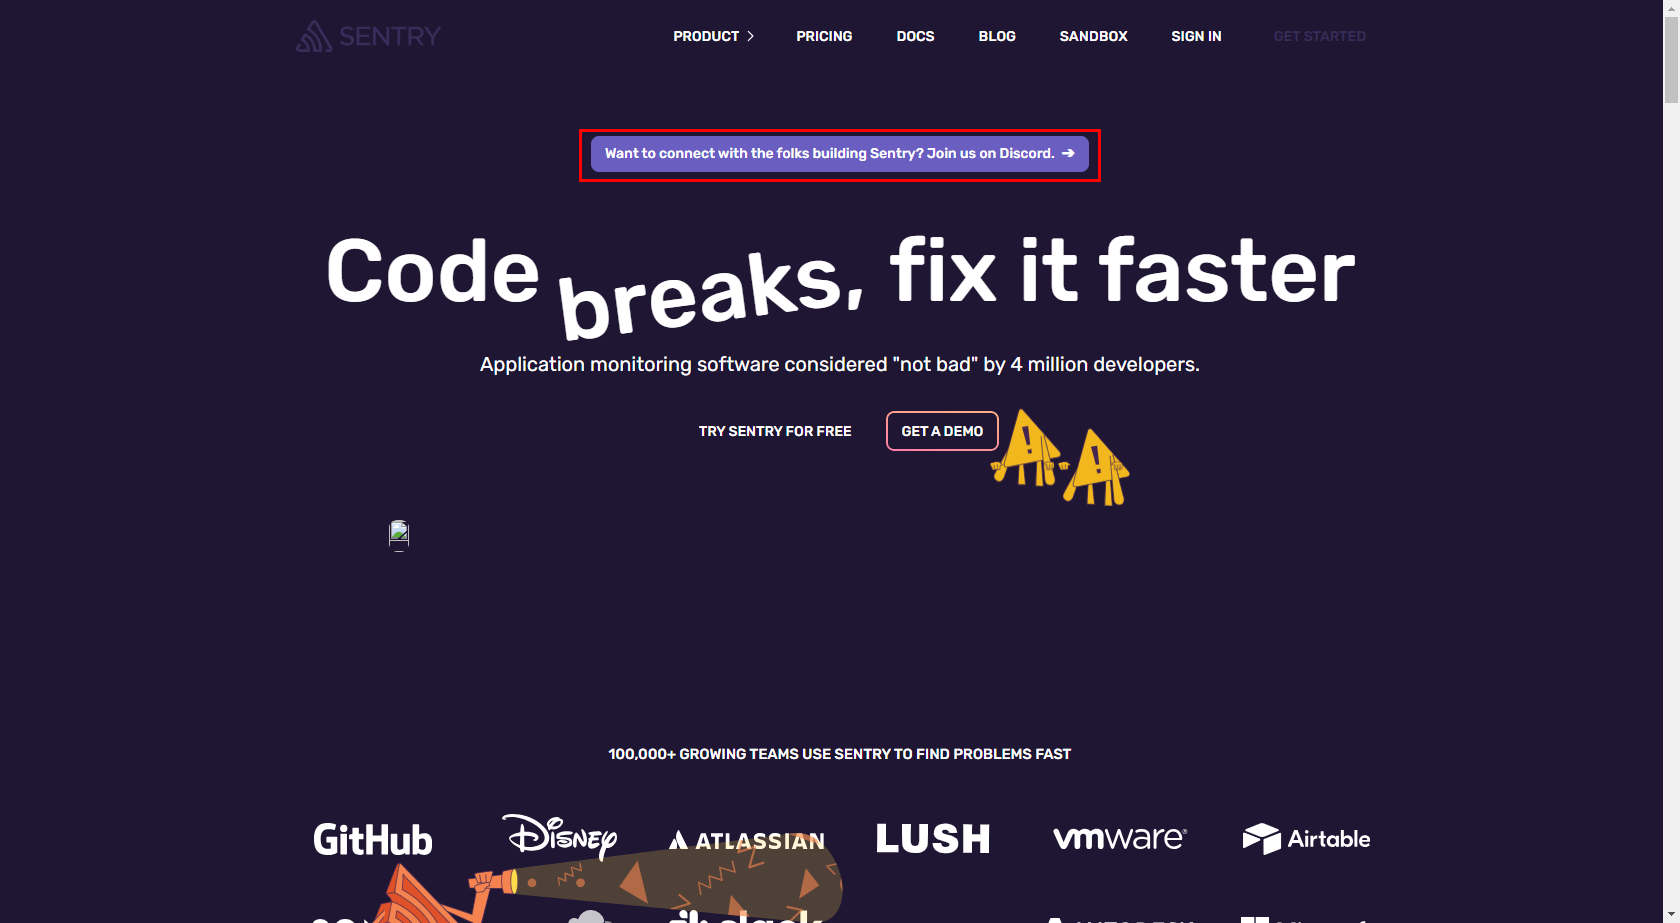 SENTRY
PRODUCT
PRICING
DOCS
BLOG
SANDBOX
SIGN IN
GET STARTED
Want to connect with the folks building Sentry? Join us on Discord. ➔
Code breaks, fix it faster
Application monitoring software considered "not bad" by 4 million developers.
TRY SENTRY FOR FREE
GET A DEMO
100,000+ GROWING TEAMS USE SENTRY TO FIND PROBLEMS FAST
GitHub
Disney
ATLASSIAN
LUSH
vmware®
Airtable
slack